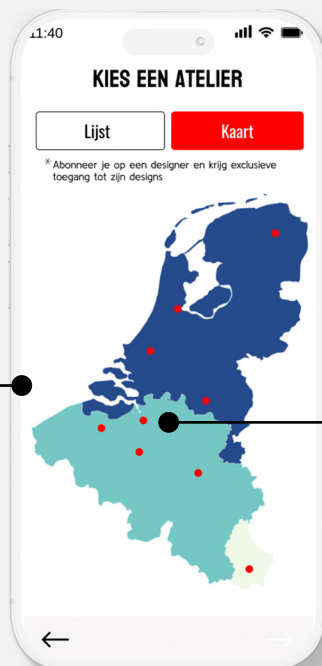 11:40
KIES EEN ATELIER
Lijst
Kaart
* Abonneer je op een designer en krijg exclusieve
toegang tot zijn designs